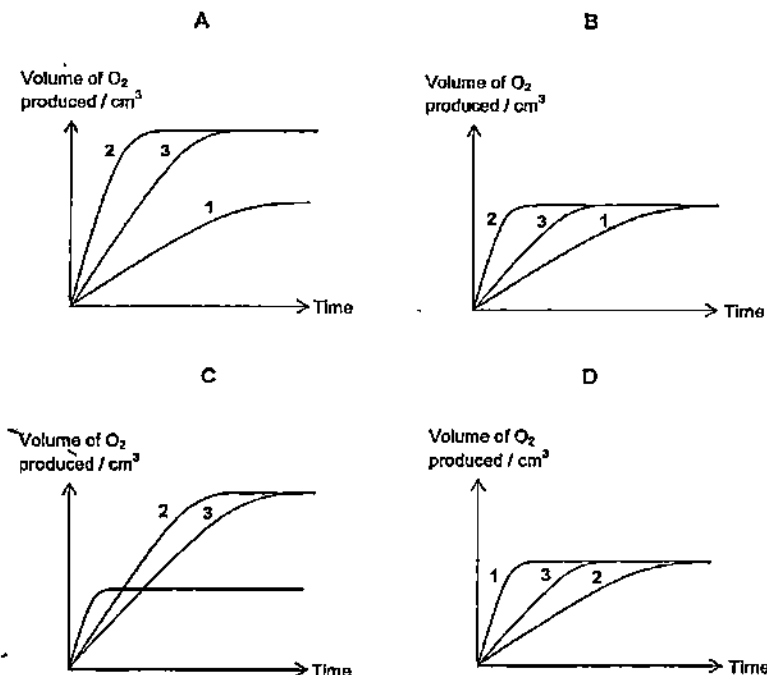 A
Volume of O₂
produced / cm³
2
3
1
Time
B
Volume of O₂
produced / cm³
2
3
1
Time
C
Volume of O₂
produced / cm³
2
3
Time
D
Volume of O₂
produced / cm³
1
3
2
Time